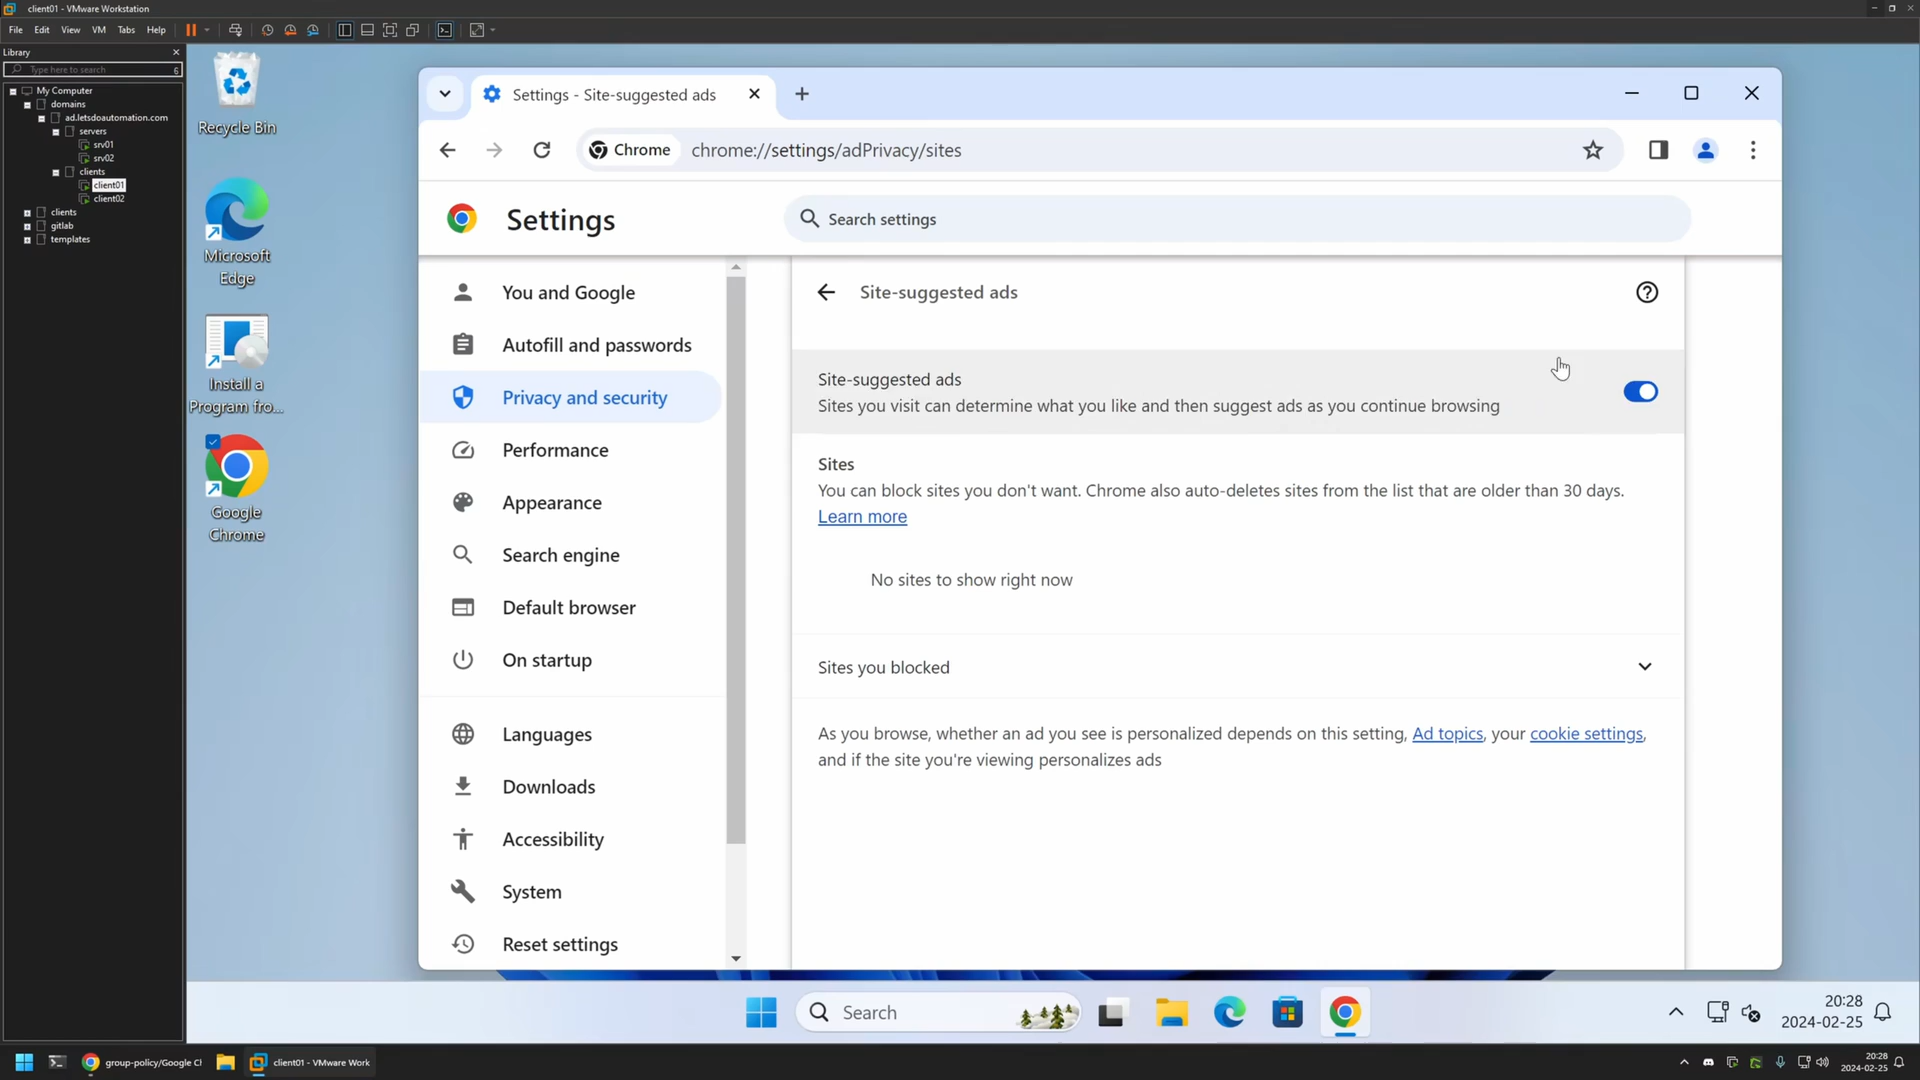 client01 - VMware Workstation
File Edit View VM Tabs Help
Library
Type here to search
My Computer
domains
ad.letsdoautomation.com
servers
srv01
srv02
clients
client01
client02
clients
gitlab
templates
Recycle Bin
Microsoft
Edge
Install a
Program fro...
Google
Chrome
Settings - Site-suggested ads
Chrome
chrome://settings/adPrivacy/sites
Settings
Search settings
You and Google
Autofill and passwords
Privacy and security
Performance
Appearance
Search engine
Default browser
On startup
Languages
Downloads
Accessibility
System
Reset settings
Site-suggested ads
Site-suggested ads
Sites you visit can determine what you like and then suggest ads as you continue browsing
Sites
You can block sites you don't want. Chrome also auto-deletes sites from the list that are older than 30 days.
Learn more
No sites to show right now
Sites you blocked
As you browse, whether an ad you see is personalized depends on this setting, Ad topics, your cookie settings,
and if the site you're viewing personalizes ads
Search
20:28
2024-02-25
group-policy/Google Cl
client01 - VMware Work
20:28
2024-02-25